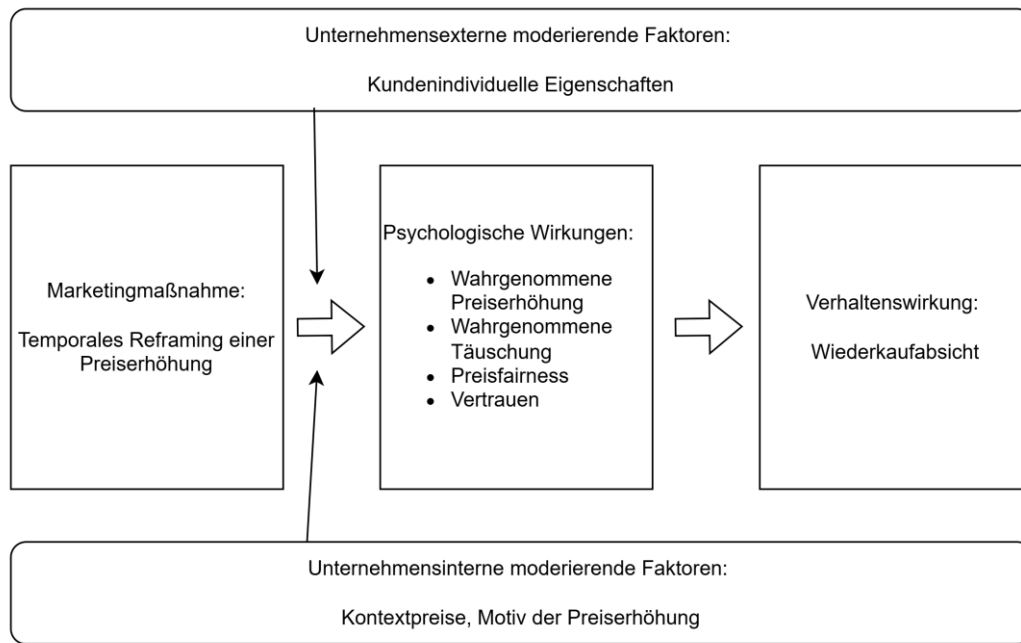 Unternehmensexterne moderierende Faktoren:
Kundenindividuelle Eigenschaften
Marketingmaßnahme:
Temporales Reframing einer
Preiserhöhung
Psychologische Wirkungen:
Wahrgenommene
Preiserhöhung
Wahrgenommene
Täuschung
Preisfairness
Vertrauen
Verhaltenswirkung:
Wiederkaufabsicht
Unternehmensinterne moderierende Faktoren:
Kontextpreise, Motiv der Preiserhöhung